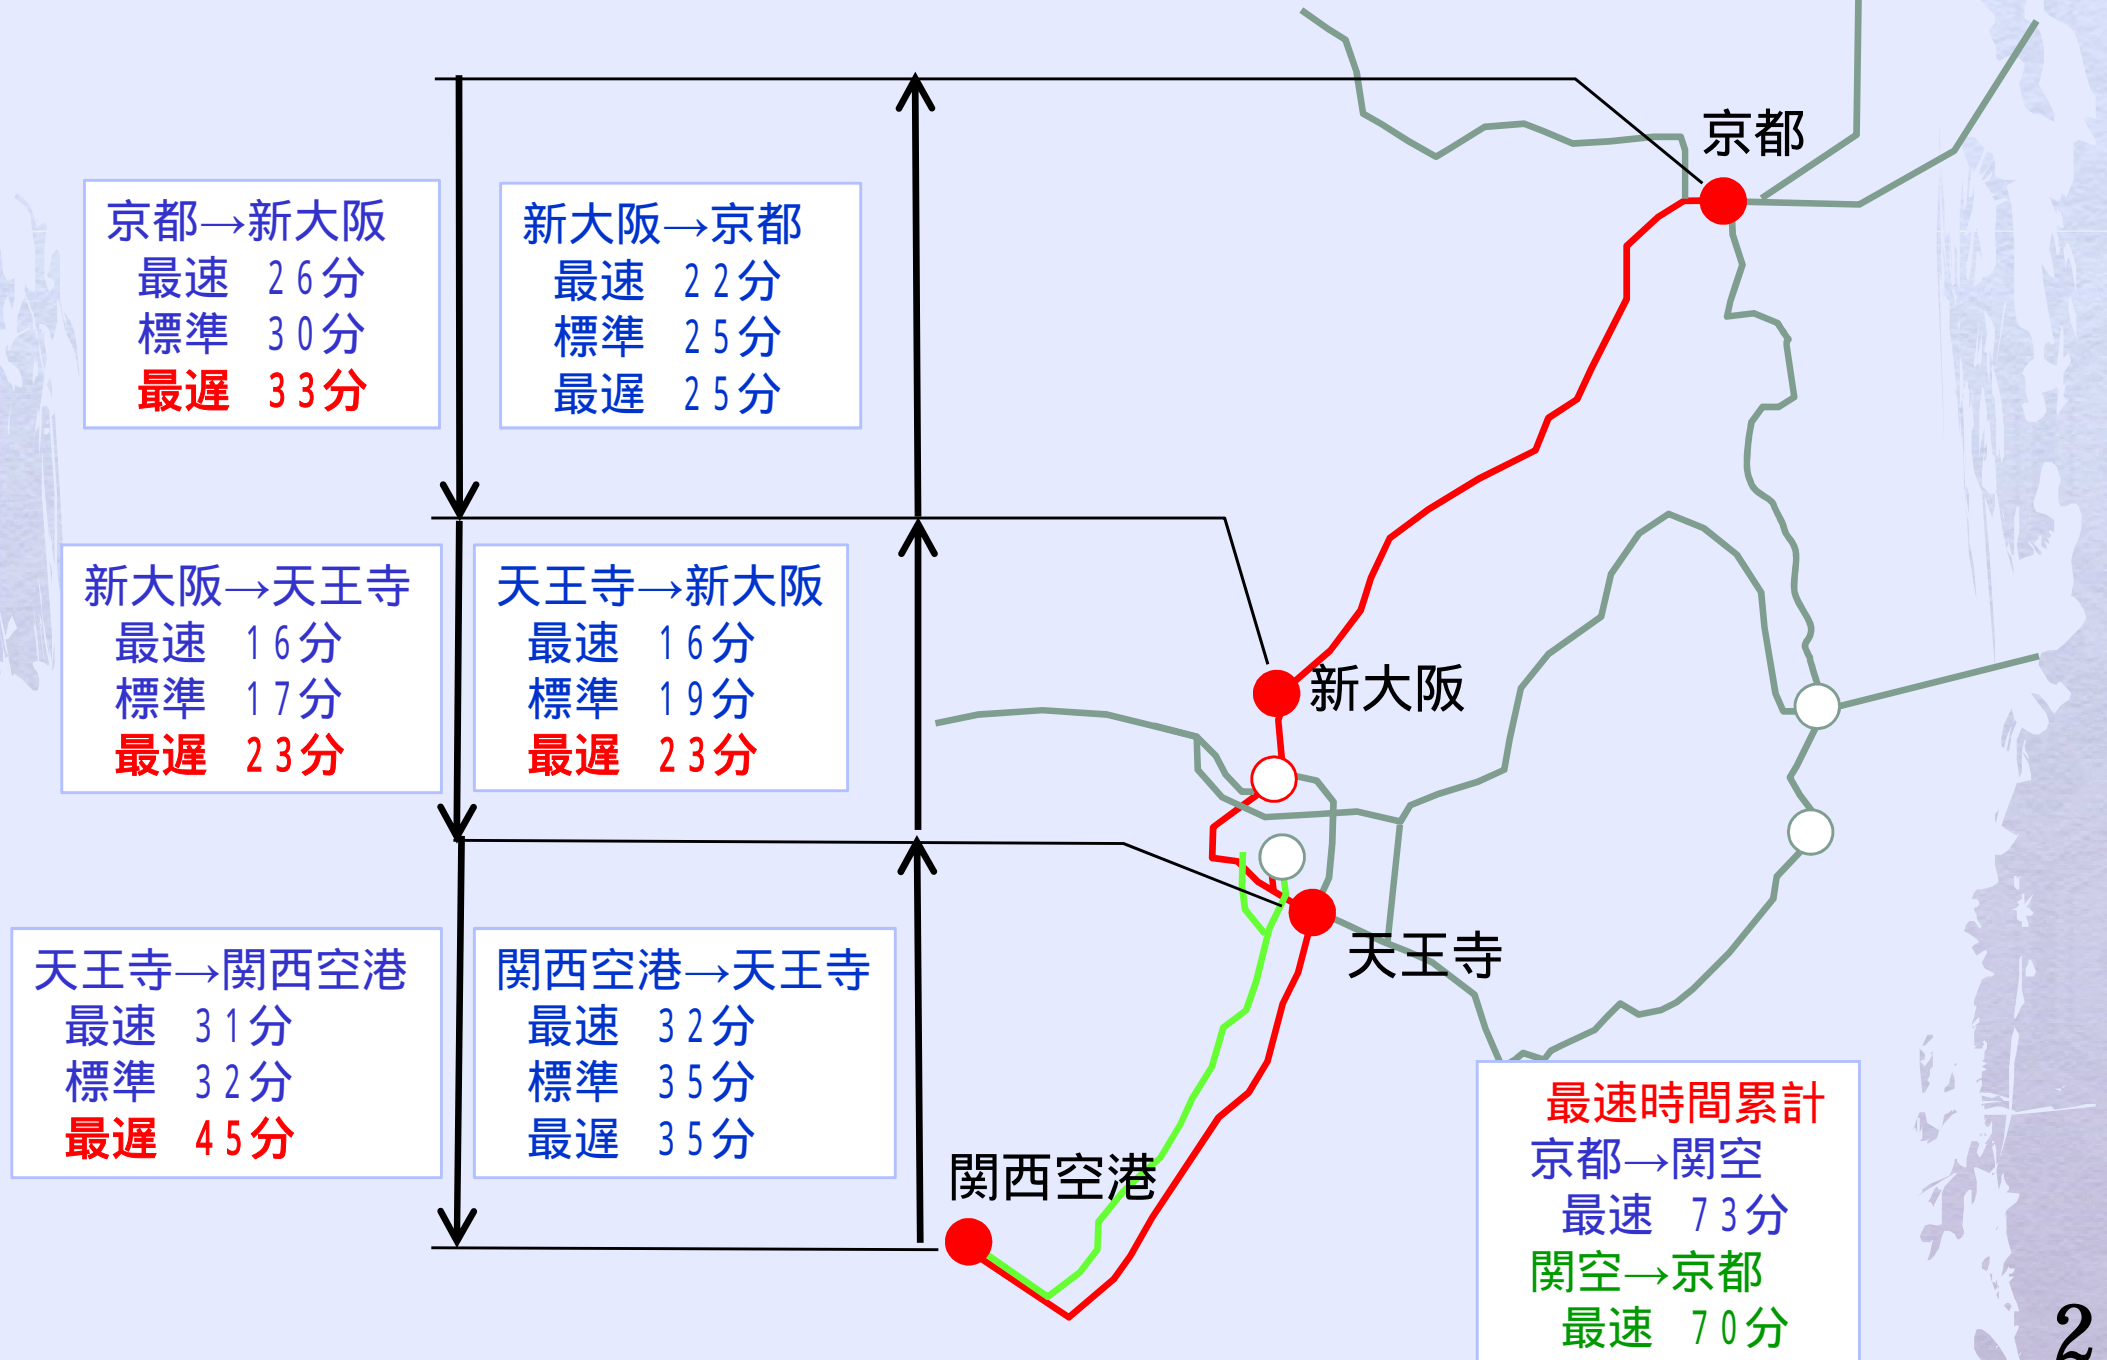 京都
京都→新大阪
最速 26分
標準 30分
最遅 33分
新大阪→京都
最速 22分
標準 25分
最遅 25分
新大阪→天王寺
最速 16分
標準 17分
最遅 23分
天王寺→新大阪
最速 16分
標準 19分
最遅 23分
新大阪
天王寺
天王寺→関西空港
最速 31分
標準 32分
最遅 45分
関西空港→天王寺
最速 32分
標準 35分
最遅 35分
関西空港
最速時間累計
京都→関空
最速 73分
関空→京都
最速 70分
2